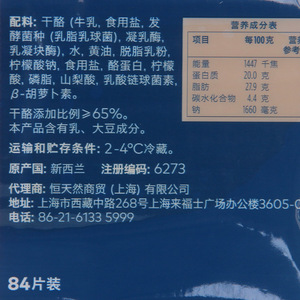 配料：干酪（牛乳，食用盐，发
酵菌种（乳脂乳球菌），凝乳酶，
乳凝块酶），水，黄油，脱脂乳粉，
柠檬酸钠，食用盐，酪蛋白，柠檬
酸，磷脂，山梨酸，乳酸链球菌素，
β-胡萝卜素。
营养成分表
项目 每100克
能量 1447 千焦
蛋白质 20.0 克
脂肪 27.9 克
碳水化合物 4.4 克
钠 1660 毫克
干酪添加比例≥65%。
本产品含有乳、大豆成分。
运输和贮存条件：2-4℃冷藏。
原产国：新西兰 注册编码：6273
代理商：恒天然商贸（上海）有限公司
地址：上海市西藏中路268号上海来福士广场办公楼3605-0
电话：86-21-6133 5999
84片装